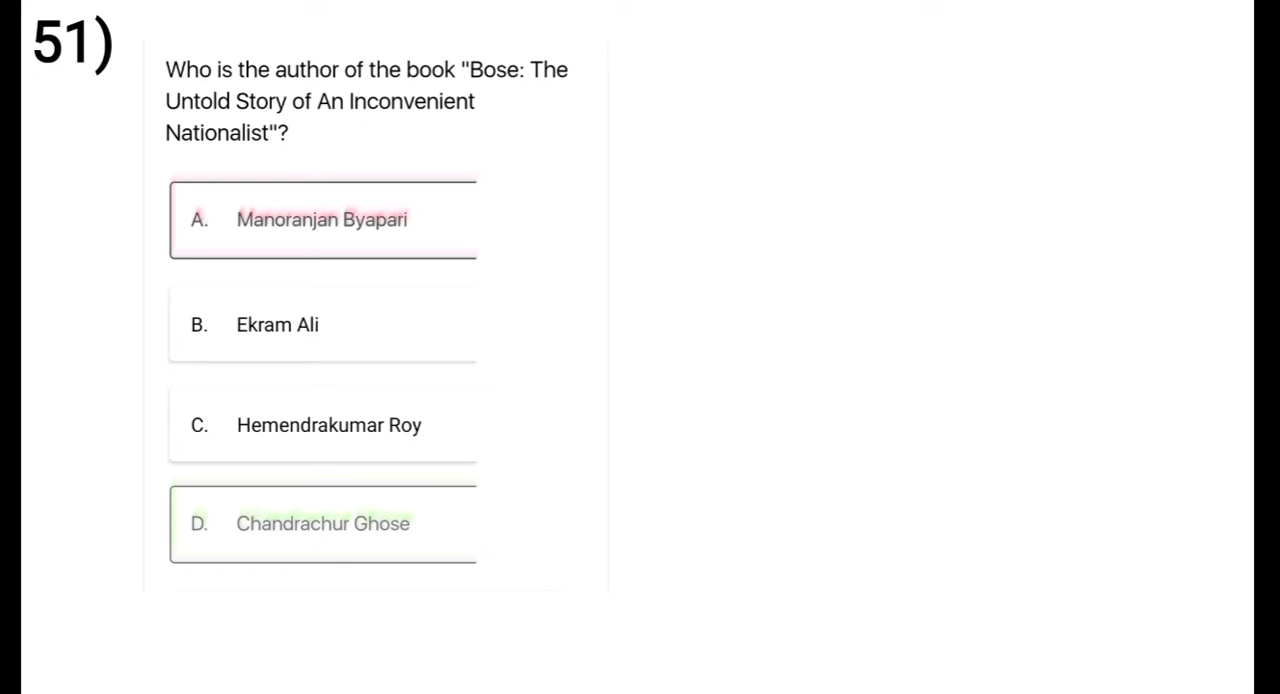 51)
Who is the author of the book "Bose: The
Untold Story of An Inconvenient
Nationalist"?
A. Manoranjan Byapari
B. Ekram Ali
C. Hemendrakumar Roy
D. Chandrachur Ghose